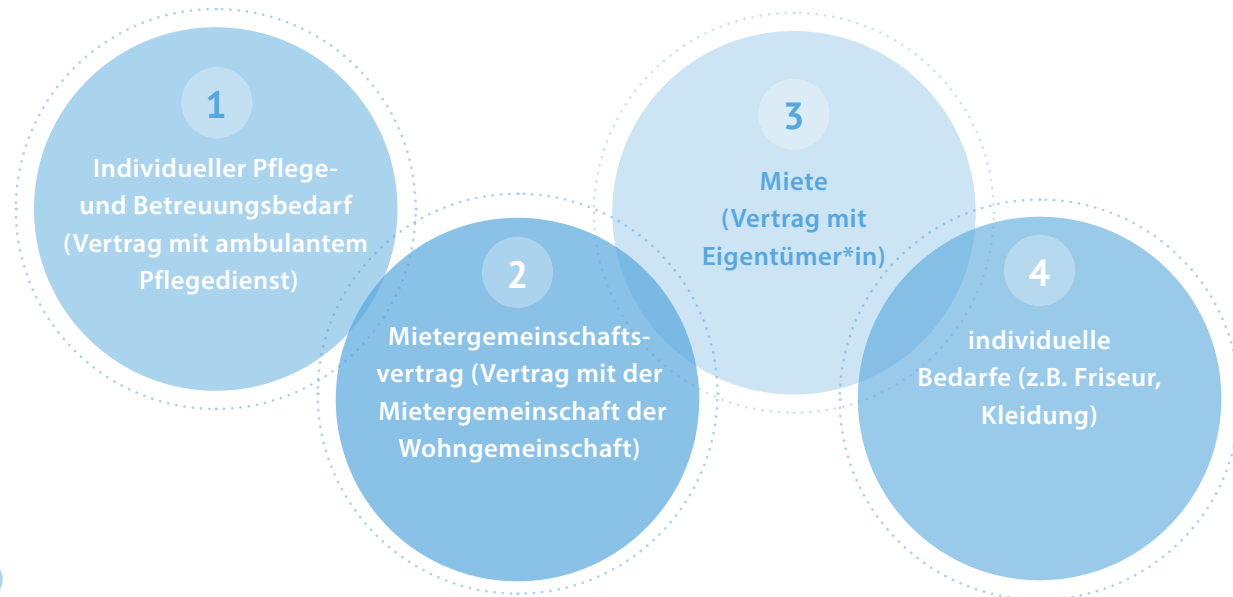 1
Individueller Pflege-
und Betreuungsbedarf
(Vertrag mit ambulantem
Pflegedienst)
2
Mietergemeinschafts-
vertrag (Vertrag mit der
Mietergemeinschaft der
Wohngemeinschaft)
3
Miete
(Vertrag mit
Eigentümer*in)
4
individuelle
Bedarfe (z.B. Friseur,
Kleidung)